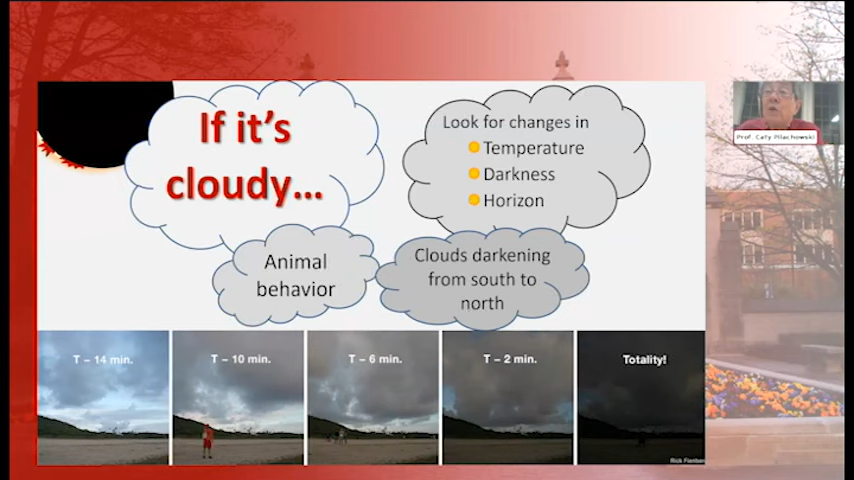 If it's
cloudy...
Look for changes in
Temperature
Darkness
Horizon
Animal
behavior
Clouds darkening
from south to
north
T – 14 min.
T – 10 min.
T – 6 min.
T – 2 min.
Totality!
Prof. Caty Pilachowski